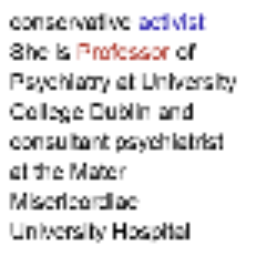 conservative activist
She is Professor of
Psychiatry at University
College Dublin and
consultant psychiatrist
at the Mater
Misericordiae
University Hospital